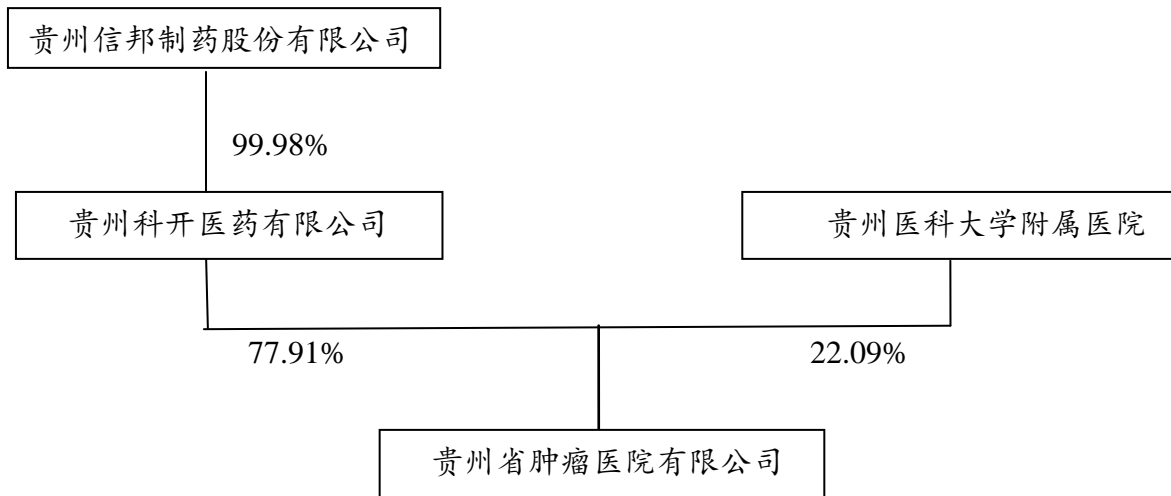 贵州信邦制药股份有限公司
99.98%
贵州科开医药有限公司
贵州医科大学附属医院
77.91%
22.09%
贵州省肿瘤医院有限公司